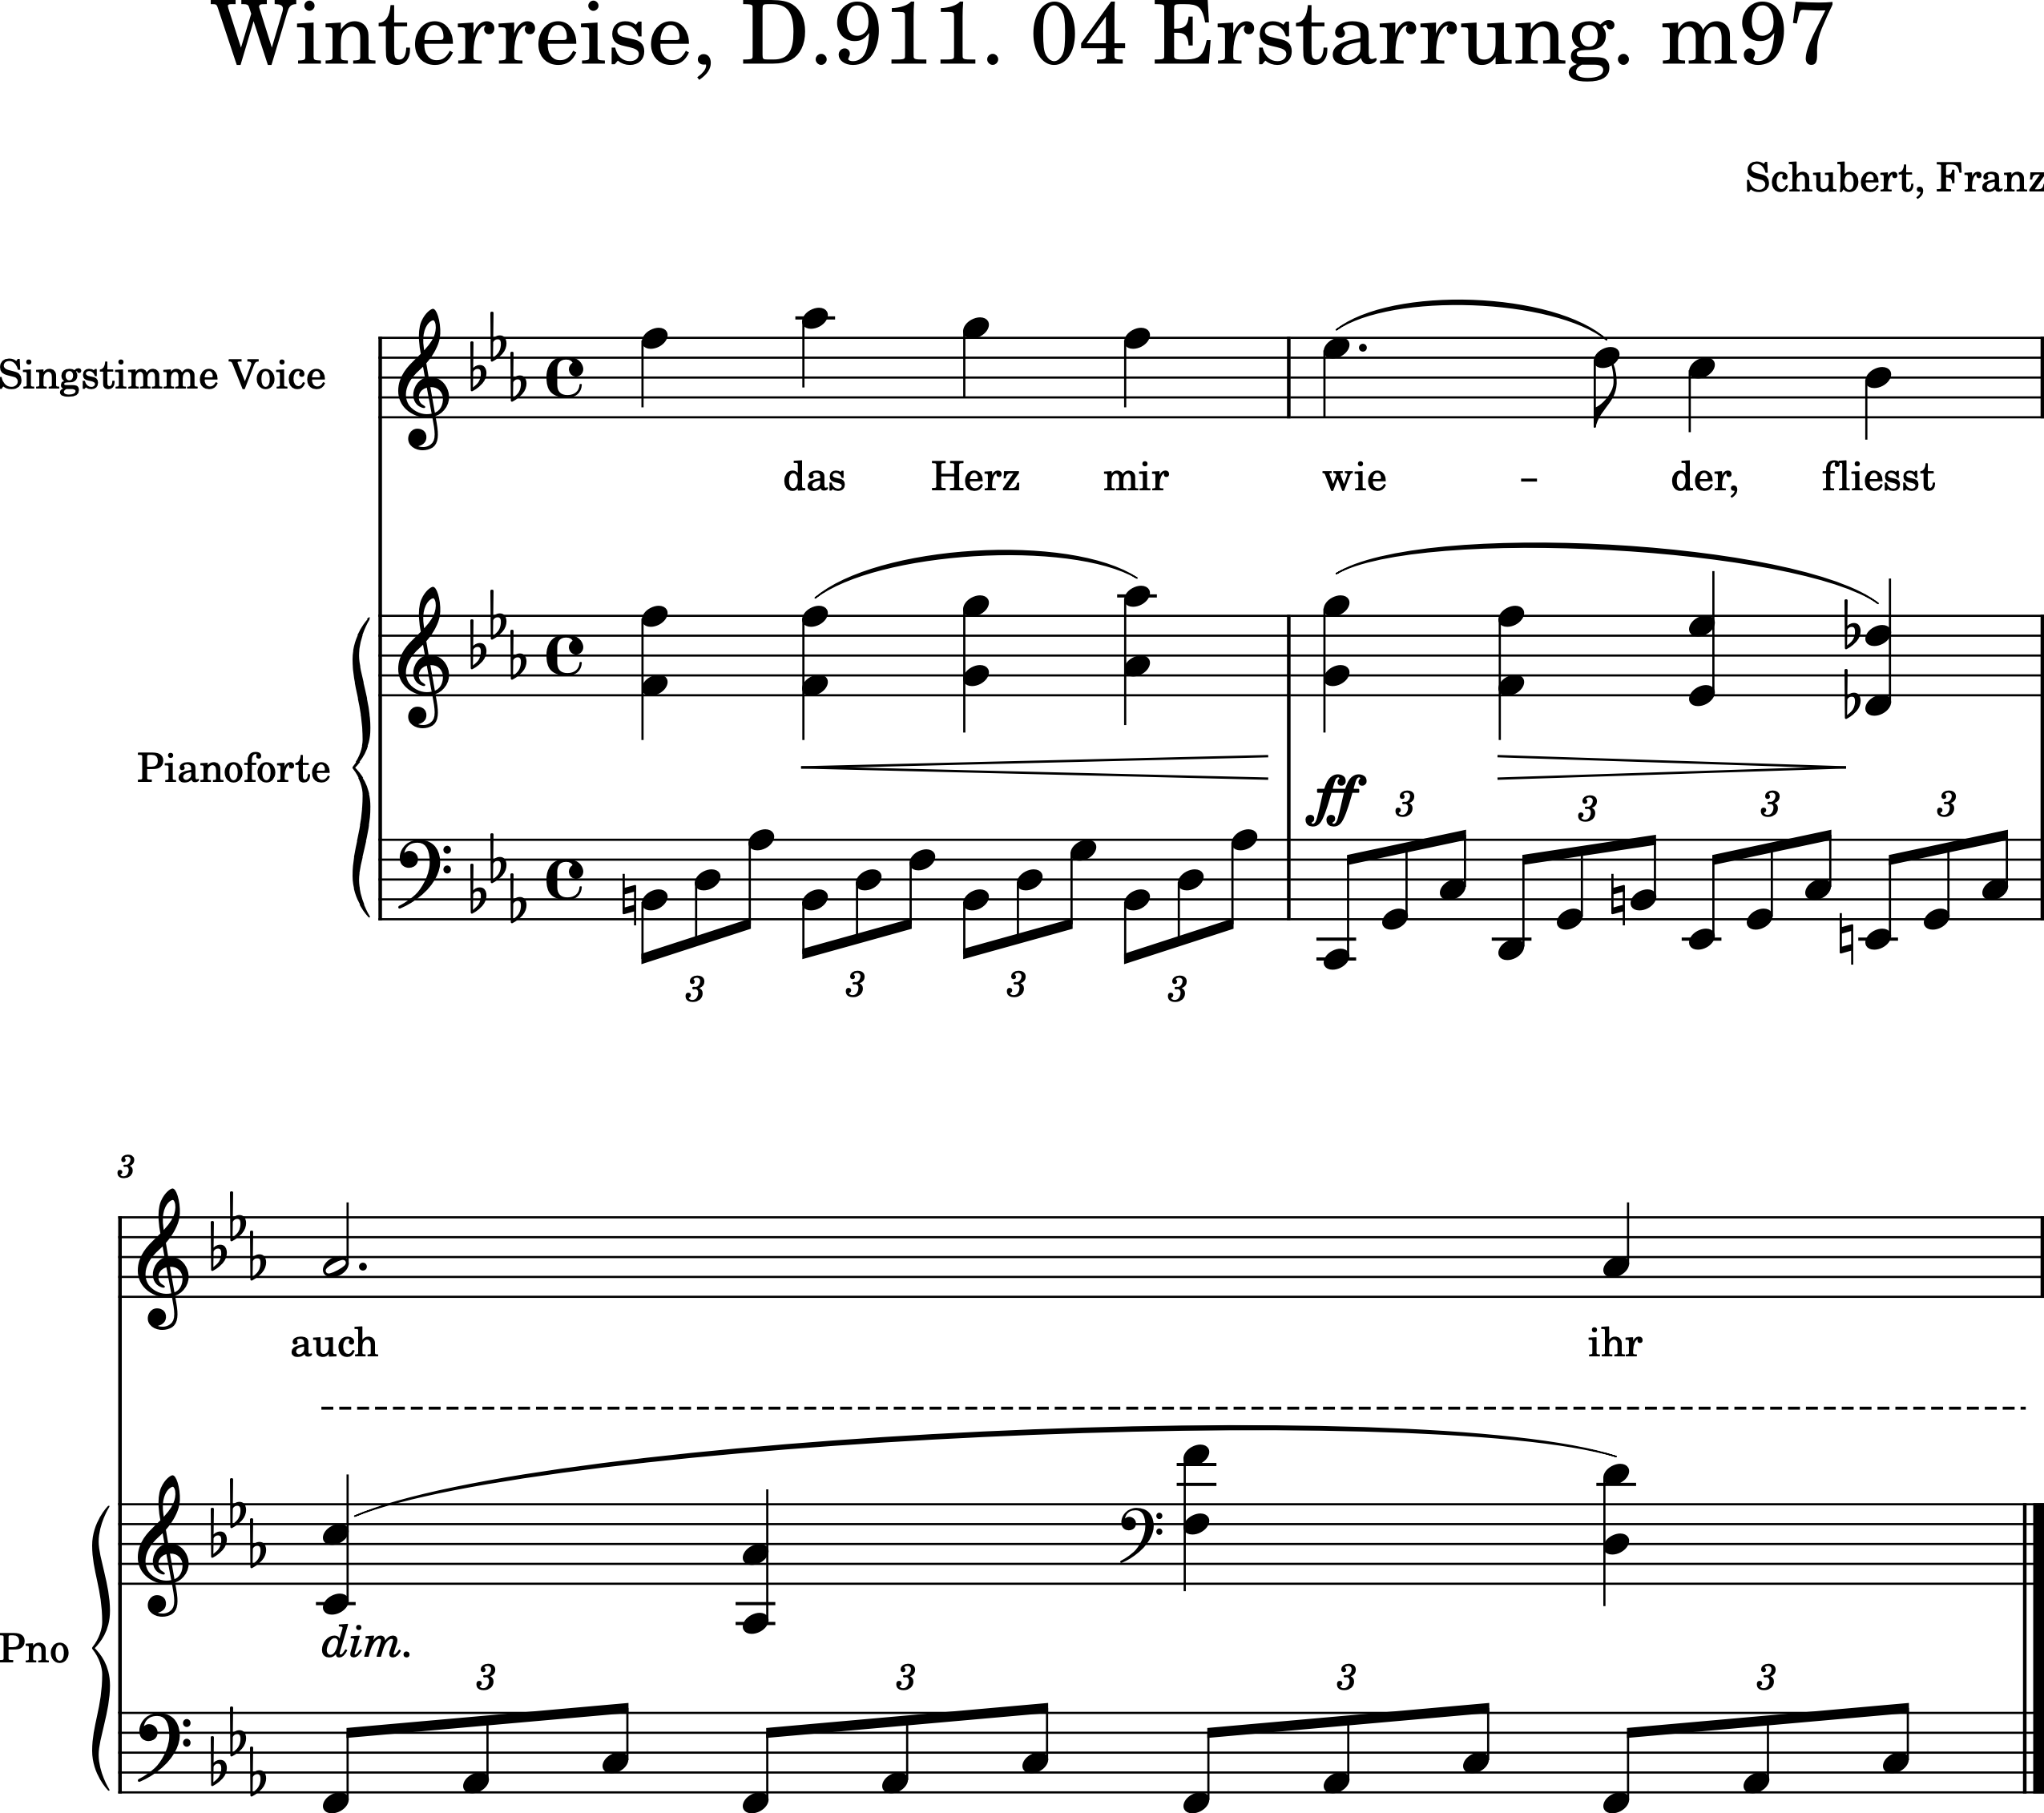 Winterreise, D.911. 04 Erstarrung. m97
Schubert, Franz
Singstimme Voice
das Herz mir wie – der, fliesst
Pianoforte
ff 3 3 3 3
3 3 3 3
3
auch ihr
Pno
dim.
3 3 3 3